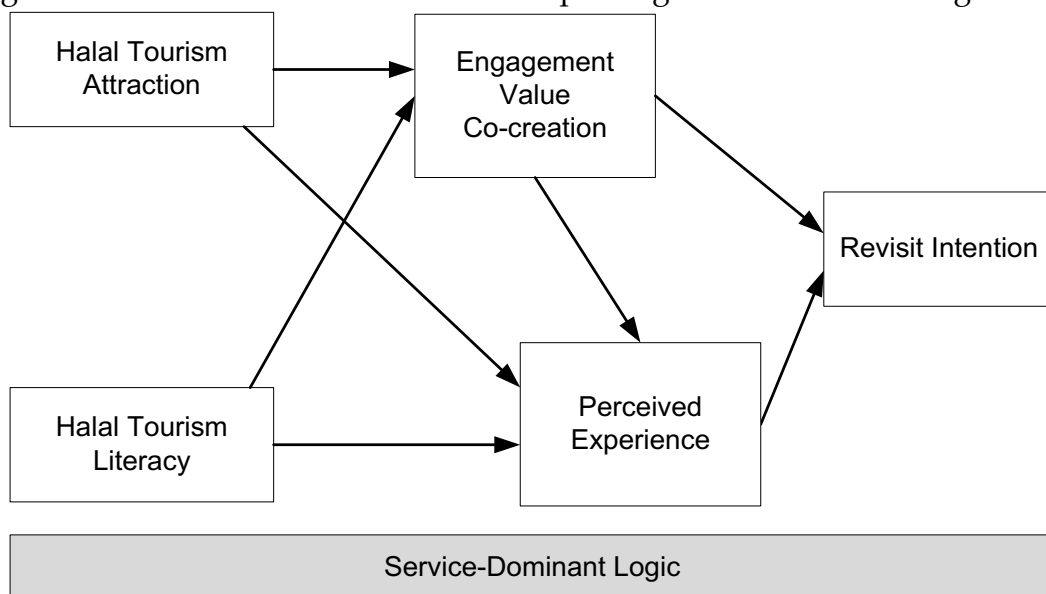 Halal Tourism
Attraction
Engagement
Value
Co-creation
Revisit Intention
Halal Tourism
Literacy
Perceived
Experience
Service-Dominant Logic